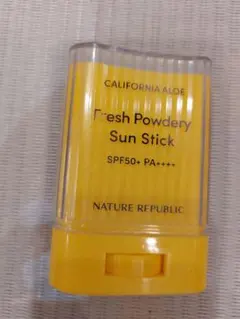 CALIFORNIA ALOE
Fresh Powdery
Sun Stick
SPF50+ PA++++
NATURE REPUBLIC